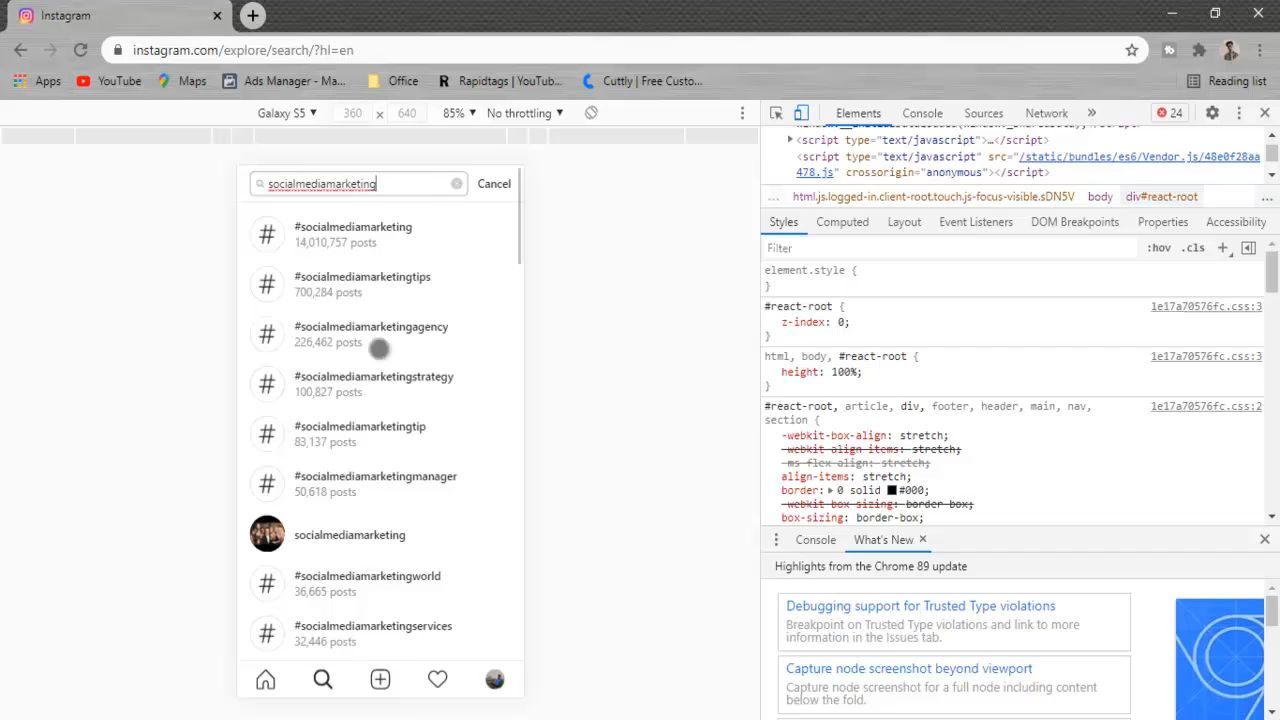 Instagram
instagram.com/explore/search/?hl=en
Apps
YouTube
Maps
Ads Manager - Ma...
Office
R
Rapidtags | YouTub...
Cuttly | Free Custo...
Reading list
Galaxy S5 ▼
360
x
640
85% ▼
No throttling ▼
Elements
Console
Sources
Network
»
24
<script type="text/javascript">…</script>
<script type="text/javascript" src="/static/bundles/es6/Vendor.js/48e0f28aa
478.js" crossorigin="anonymous"></script>
...
html.js.logged-in.client-root.touch.js-focus-visible.sDN5V
body
div#react-root
...
Styles
Computed
Layout
Event Listeners
DOM Breakpoints
Properties
Accessibility
Filter
:hov
.cls
+
element.style {
}
#react-root {
1e17a70576fc.css:3
z-index: 0;
}
html, body, #react-root {
1e17a70576fc.css:3
height: 100%;
}
#react-root, article, div, footer, header, main, nav,
1e17a70576fc.css:2
section {
-webkit-box-align: stretch;
-webkit-align-items: stretch;
-ms-flex-align: stretch;
align-items: stretch;
border: ▸ 0 solid #000;
-webkit-box-sizing: border-box;
box-sizing: border-box;
socialmediamarketing
Cancel
#
#socialmediamarketing
14,010,757 posts
#
#socialmediamarketingtips
700,284 posts
#
#socialmediamarketingagency
226,462 posts
#
#socialmediamarketingstrategy
100,827 posts
#
#socialmediamarketingtip
83,137 posts
#
#socialmediamarketingmanager
50,618 posts
socialmediamarketing
#
#socialmediamarketingworld
36,665 posts
#
#socialmediamarketingservices
32,446 posts
Console
What's New
Highlights from the Chrome 89 update
Debugging support for Trusted Type violations
Breakpoint on Trusted Type violations and link to more
information in the Issues tab.
Capture node screenshot beyond viewport
Capture node screenshot for a full node including content
below the fold.